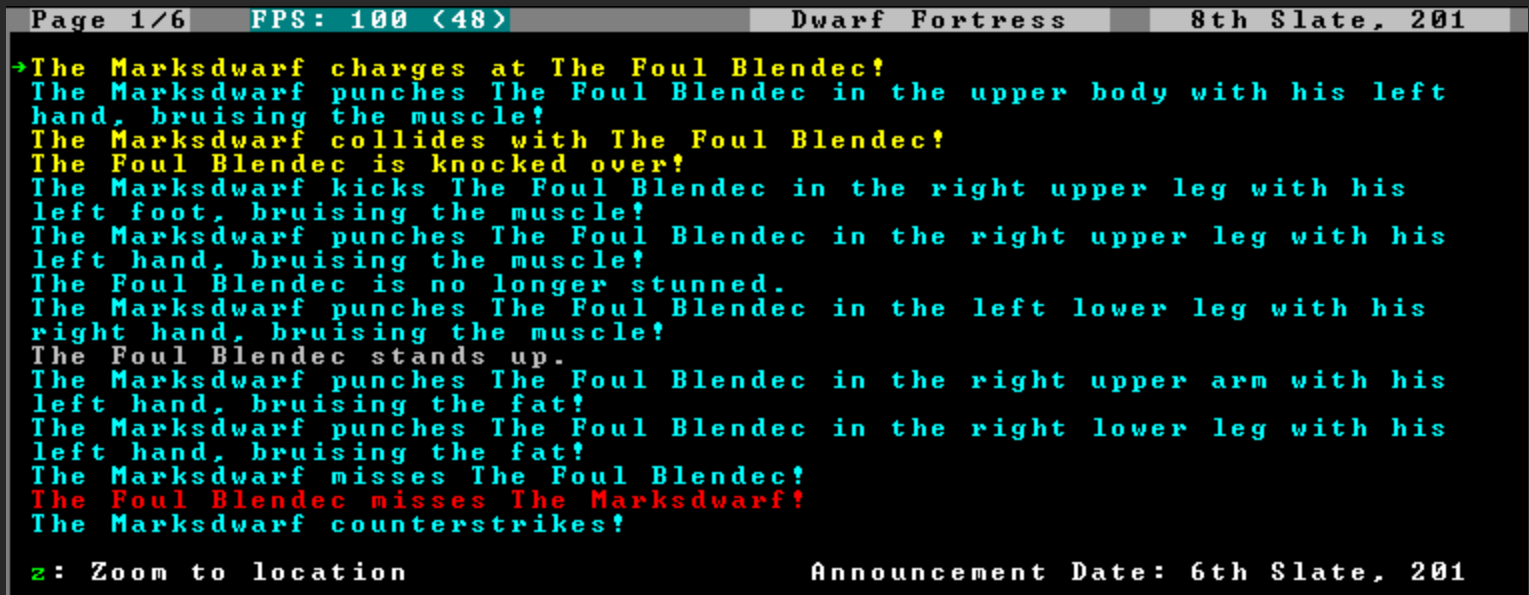 Page 1/6 FPS: 100 (48) Dwarf Fortress 8th Slate, 201
→The Marksdwarf charges at The Foul Blendec!
The Marksdwarf punches The Foul Blendec in the upper body with his left
hand, bruising the muscle!
The Marksdwarf collides with The Foul Blendec!
The Foul Blendec is knocked over!
The Marksdwarf kicks The Foul Blendec in the right upper leg with his
left foot, bruising the muscle!
The Marksdwarf punches The Foul Blendec in the right upper leg with his
left hand, bruising the muscle!
The Foul Blendec is no longer stunned.
The Marksdwarf punches The Foul Blendec in the left lower leg with his
right hand, bruising the muscle!
The Foul Blendec stands up.
The Marksdwarf punches The Foul Blendec in the right upper arm with his
left hand, bruising the fat!
The Marksdwarf punches The Foul Blendec in the right lower leg with his
left hand, bruising the fat!
The Marksdwarf misses The Foul Blendec!
The Foul Blendec misses The Marksdwarf!
The Marksdwarf counterstrikes!
z: Zoom to location Announcement Date: 6th Slate, 201